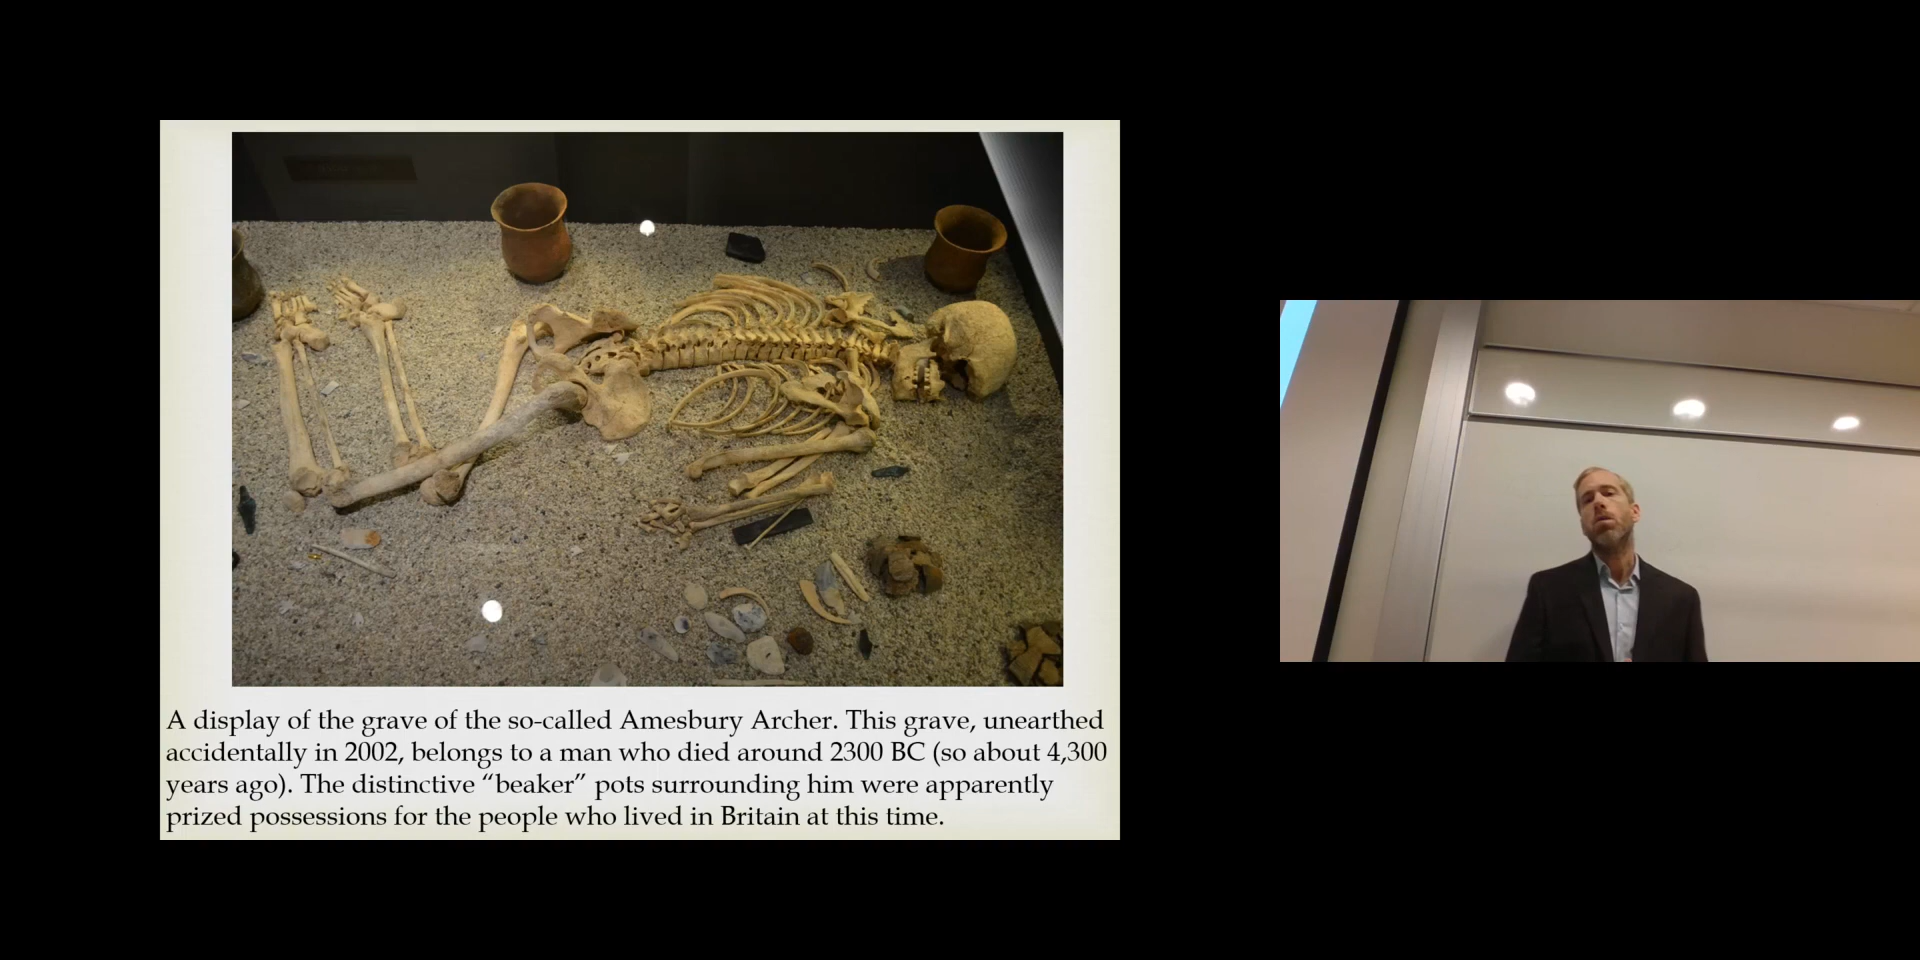 A display of the grave of the so-called Amesbury Archer. This grave, unearthed
accidentally in 2002, belongs to a man who died around 2300 BC (so about 4,300
years ago). The distinctive “beaker” pots surrounding him were apparently
prized possessions for the people who lived in Britain at this time.